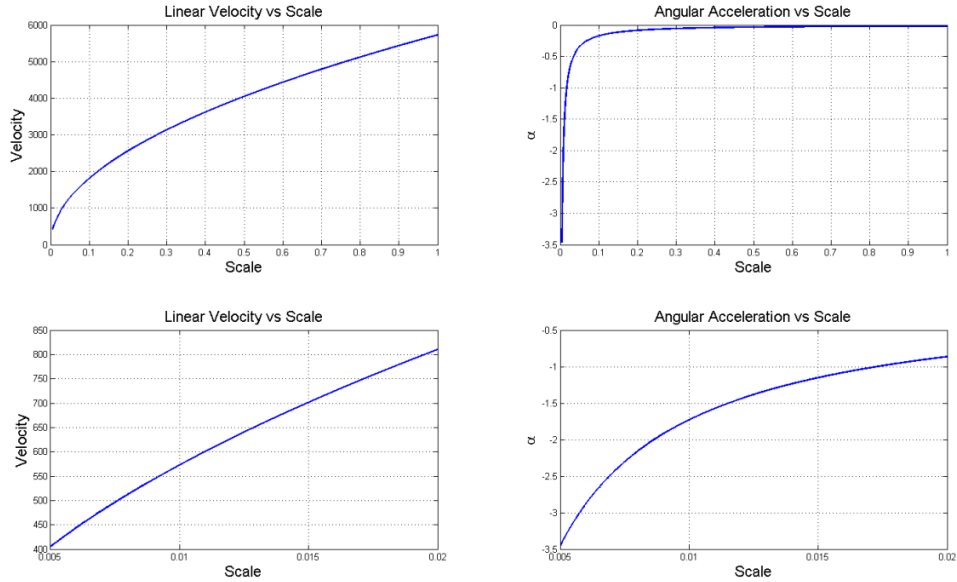 Linear Velocity vs Scale
6000
5000
4000
3000
2000
1000
0
Velocity
0 0.1 0.2 0.3 0.4 0.5 0.6 0.7 0.8 0.9 1
Scale
Angular Acceleration vs Scale
0
-0.5
-1
-1.5
-2
-2.5
-3
-3.5
α
0 0.1 0.2 0.3 0.4 0.5 0.6 0.7 0.8 0.9 1
Scale
Linear Velocity vs Scale
850
800
750
700
650
600
550
500
450
400
Velocity
0.005 0.01 0.015 0.02
Scale
Angular Acceleration vs Scale
-0.5
-1
-1.5
-2
-2.5
-3
-3.5
α
0.005 0.01 0.015 0.02
Scale